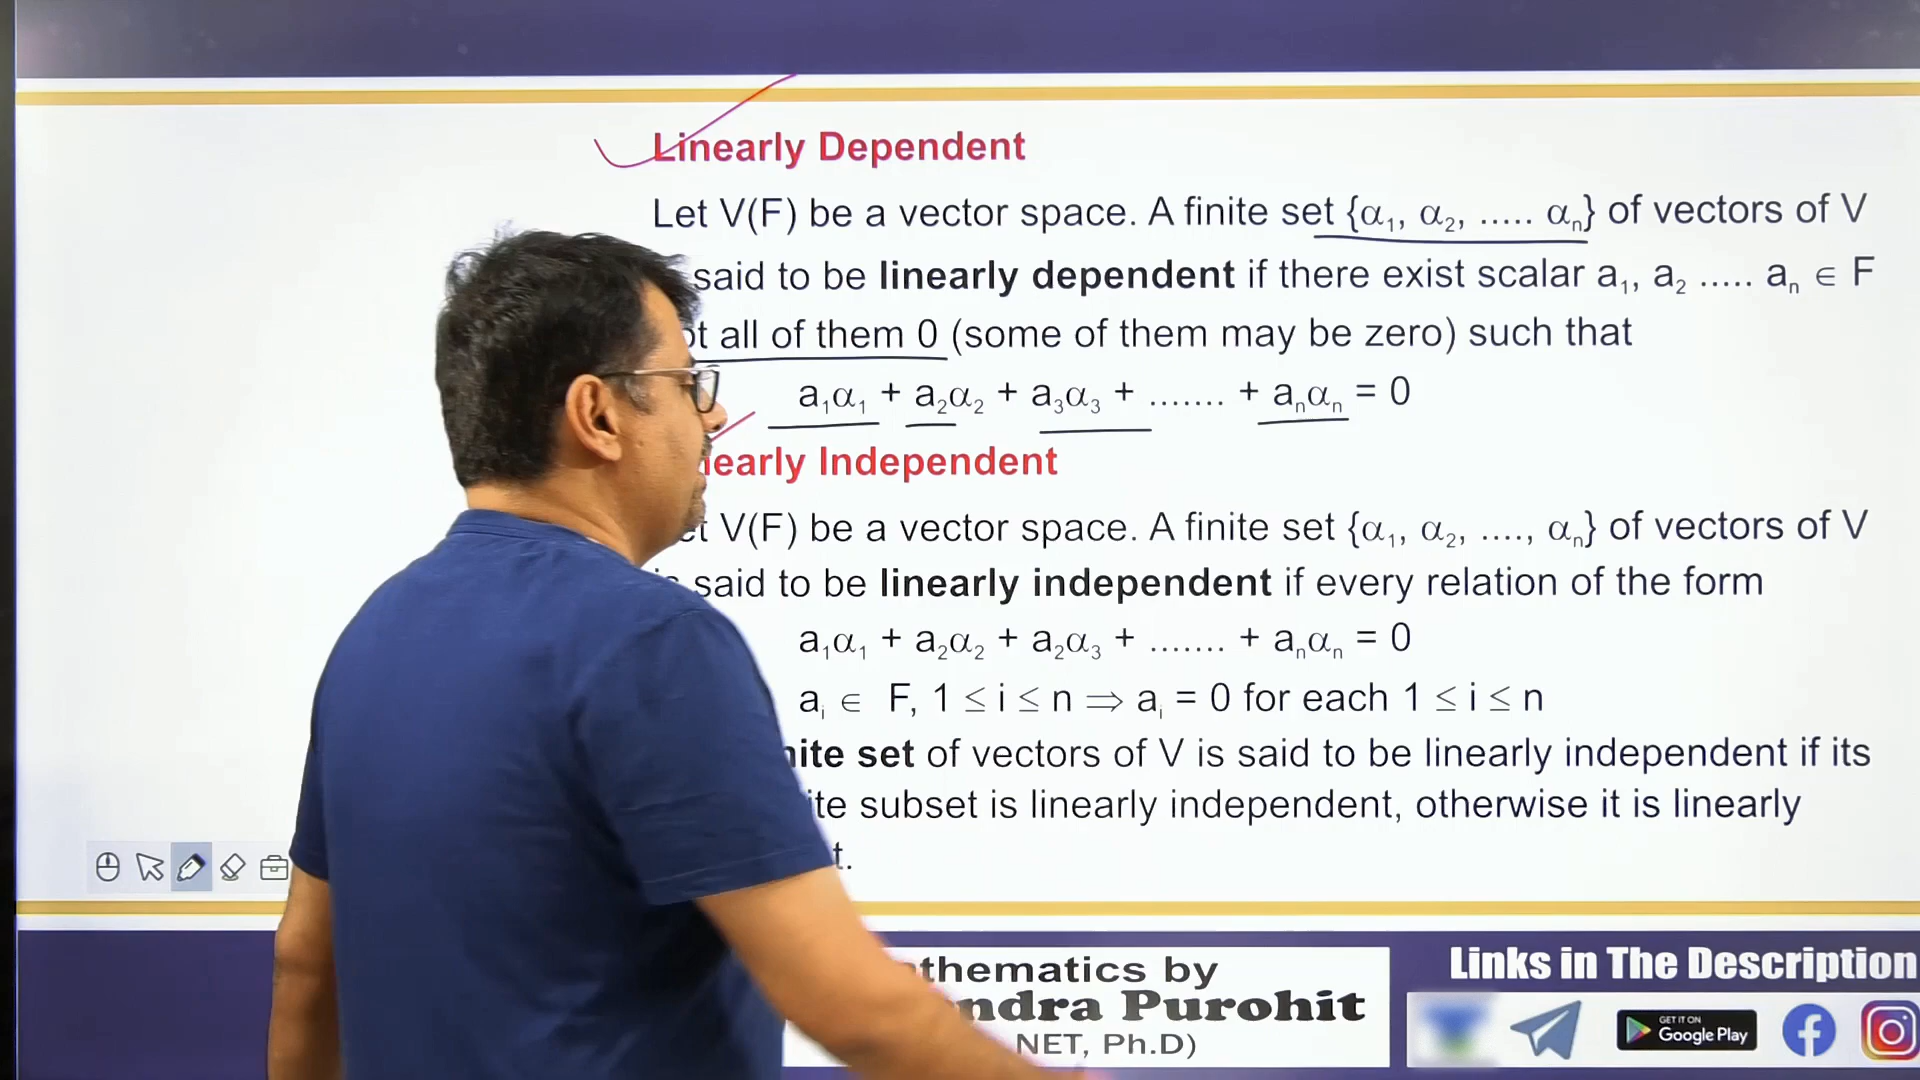 Linearly Dependent
Let V(F) be a vector space. A finite set {α₁, α₂, ..... αₙ} of vectors of V
said to be linearly dependent if there exist scalar a₁, a₂ ..... aₙ ∈ F
all of them 0 (some of them may be zero) such that
a₁α₁ + a₂α₂ + a₃α₃ + ....... + aₙαₙ = 0
early Independent
V(F) be a vector space. A finite set {α₁, α₂, ...., αₙ} of vectors of V
said to be linearly independent if every relation of the form
a₁α₁ + a₂α₂ + a₂α₃ + ....... + aₙαₙ = 0
aᵢ ∈ F, 1 ≤ i ≤ n ⇒ aᵢ = 0 for each 1 ≤ i ≤ n
nite set of vectors of V is said to be linearly independent if its
te subset is linearly independent, otherwise it is linearly
t.
thematics by
ndra Purohit
NET, Ph.D)
Links in The Description
GET IT ON
Google Play